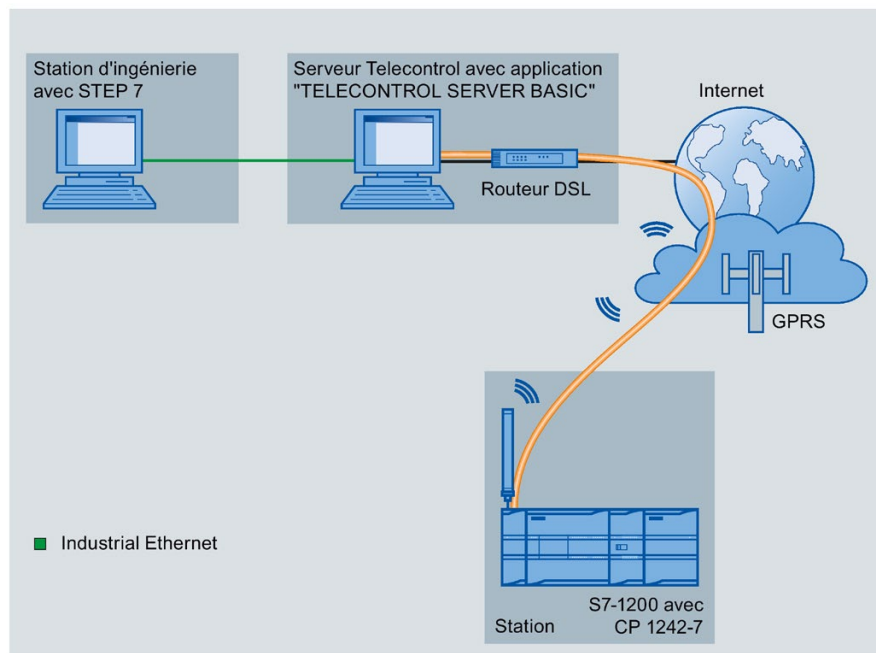 Station d'ingénierie
avec STEP 7
Serveur Telecontrol avec application
"TELECONTROL SERVER BASIC"
Internet
Routeur DSL
GPRS
Industrial Ethernet
Station
S7-1200 avec
CP 1242-7